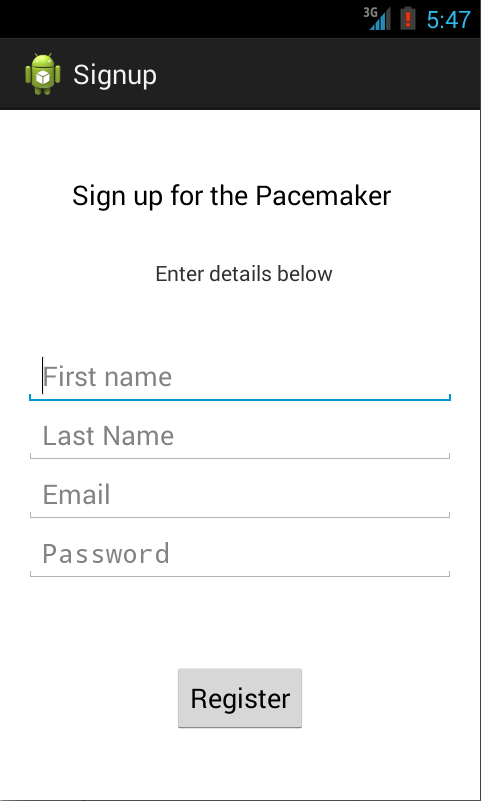 3G 5:47
Signup
Sign up for the Pacemaker
Enter details below
First name
Last Name
Email
Password
Register